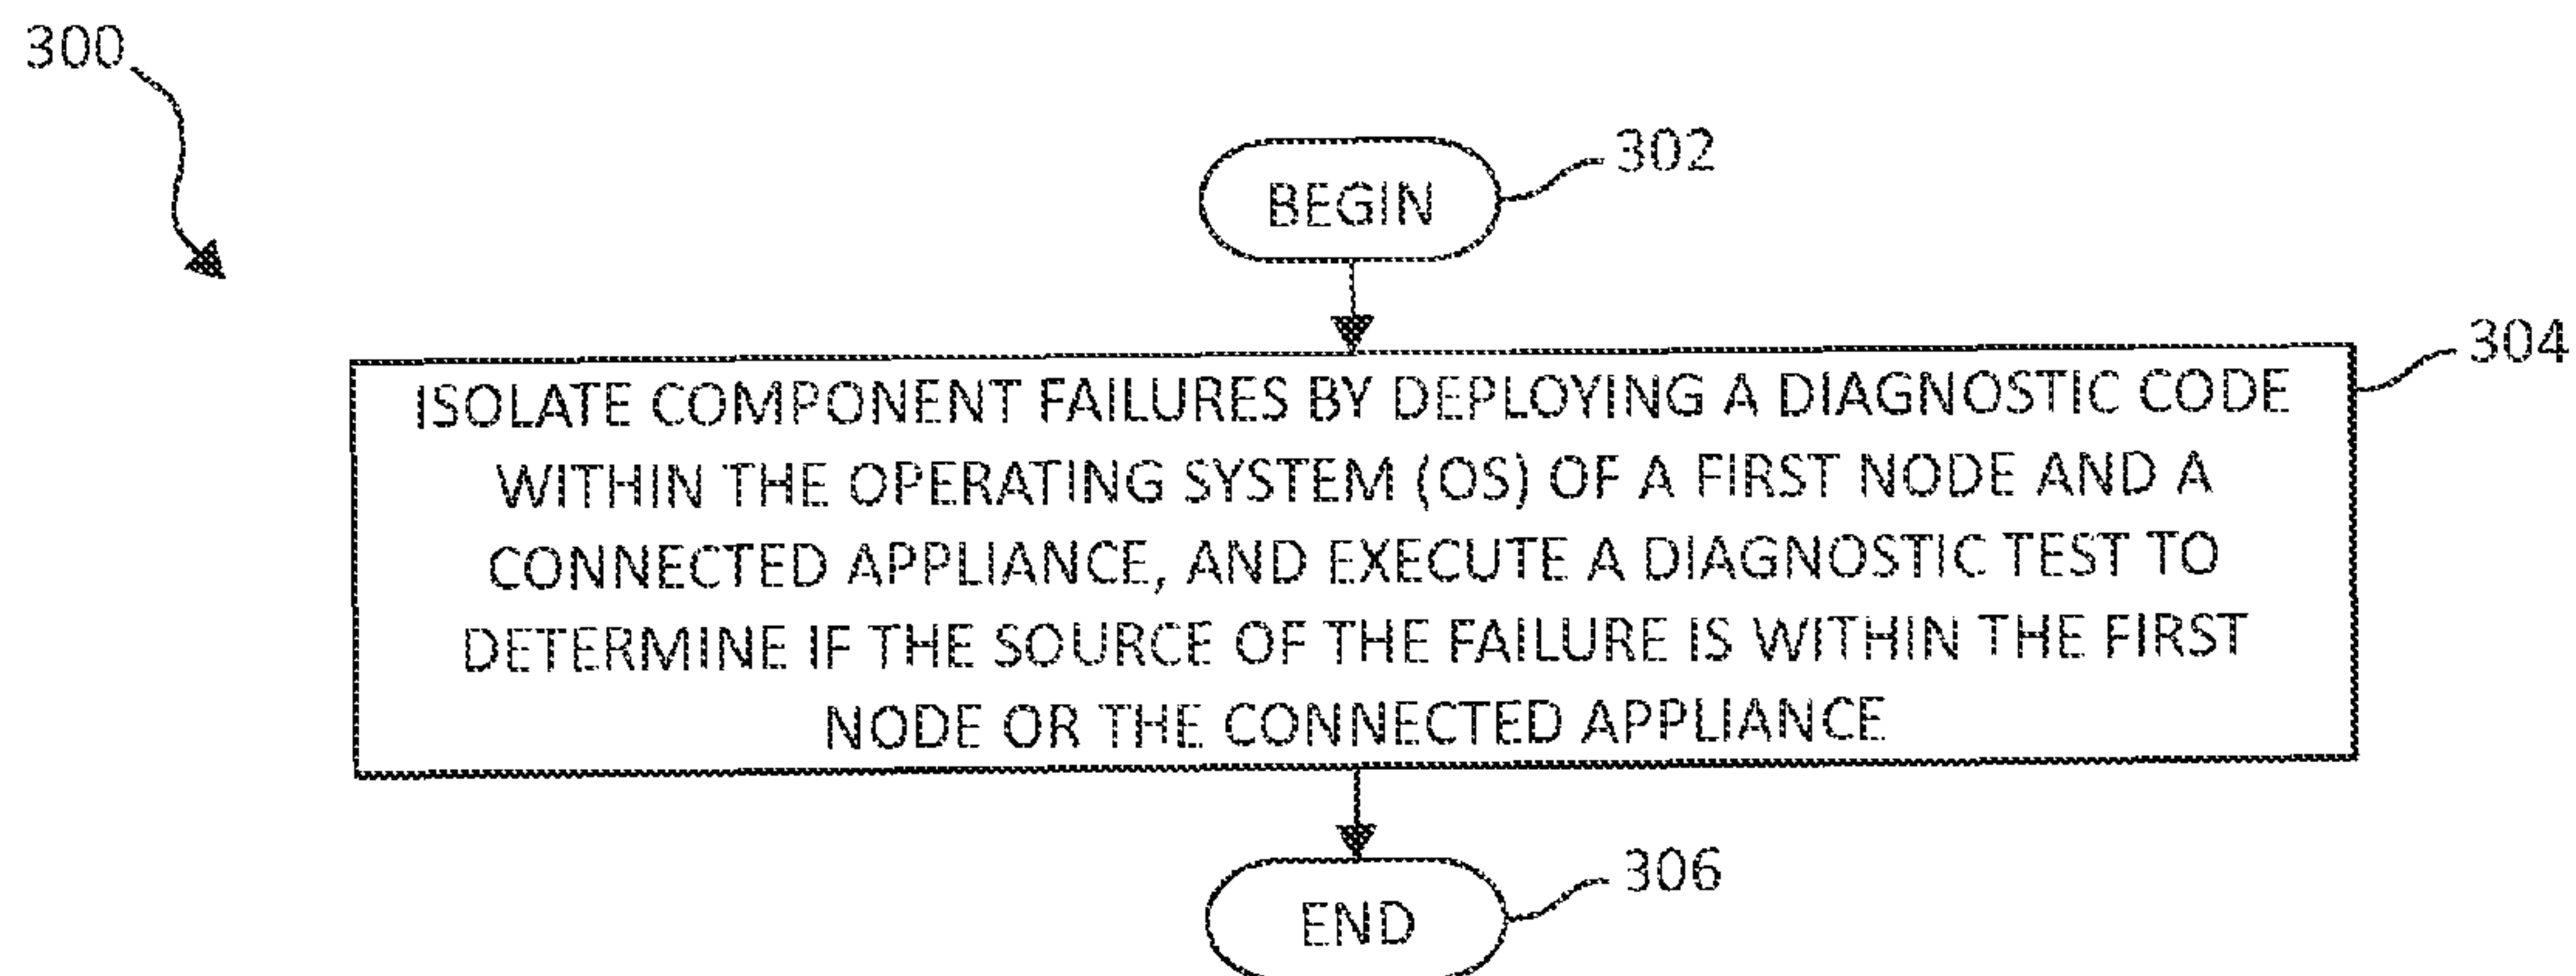 300
302
BEGIN
304
ISOLATE COMPONENT FAILURES BY DEPLOYING A DIAGNOSTIC CODE
WITHIN THE OPERATING SYSTEM (OS) OF A FIRST NODE AND A
CONNECTED APPLIANCE, AND EXECUTE A DIAGNOSTIC TEST TO
DETERMINE IF THE SOURCE OF THE FAILURE IS WITHIN THE FIRST
NODE OR THE CONNECTED APPLIANCE
306
END